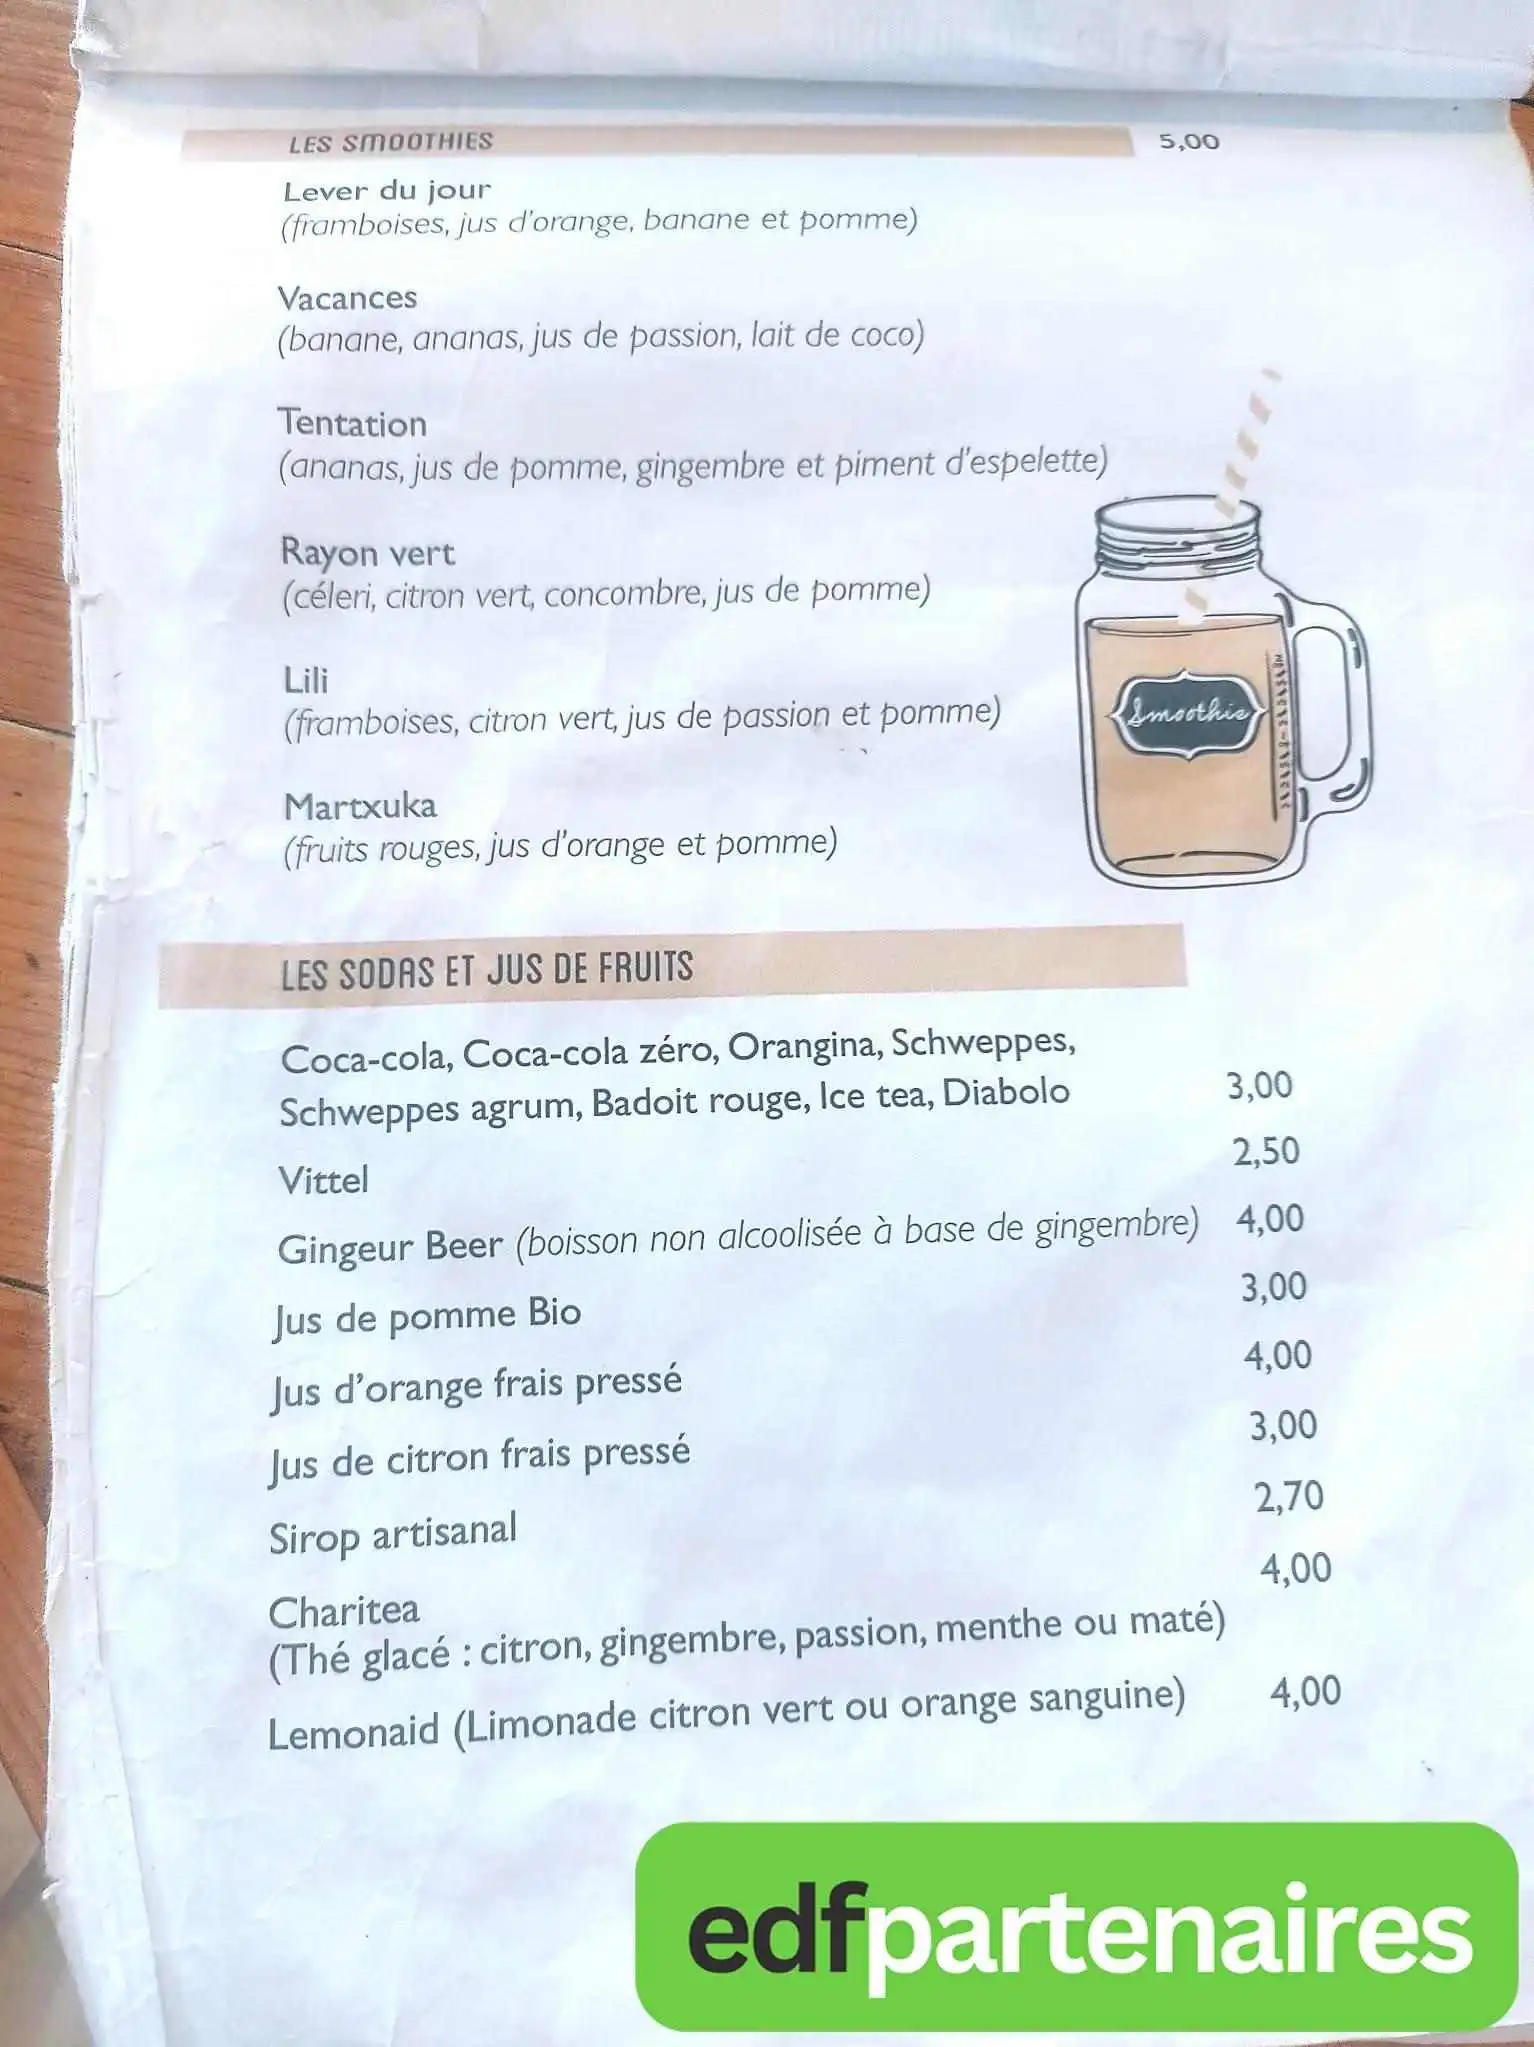 LES SMOOTHIES 5,00
Lever du jour
(framboises, jus d'orange, banane et pomme)
Vacances
(banane, ananas, jus de passion, lait de coco)
Tentation
(ananas, jus de pomme, gingembre et piment d'espelette)
Rayon vert
(céleri, citron vert, concombre, jus de pomme)
Lili
(framboises, citron vert, jus de passion et pomme)
Martxuka
(fruits rouges, jus d'orange et pomme)
Smoothie
LES SODAS ET JUS DE FRUITS
Coca-cola, Coca-cola zéro, Orangina, Schweppes,
Schweppes agrum, Badoit rouge, Ice tea, Diabolo 3,00
Vittel 2,50
Gingeur Beer (boisson non alcoolisée à base de gingembre) 4,00
Jus de pomme Bio 3,00
Jus d'orange frais pressé 4,00
Jus de citron frais pressé 3,00
Sirop artisanal 2,70
Charitea 4,00
(Thé glacé : citron, gingembre, passion, menthe ou maté)
Lemonaid (Limonade citron vert ou orange sanguine) 4,00
edfpartenaires